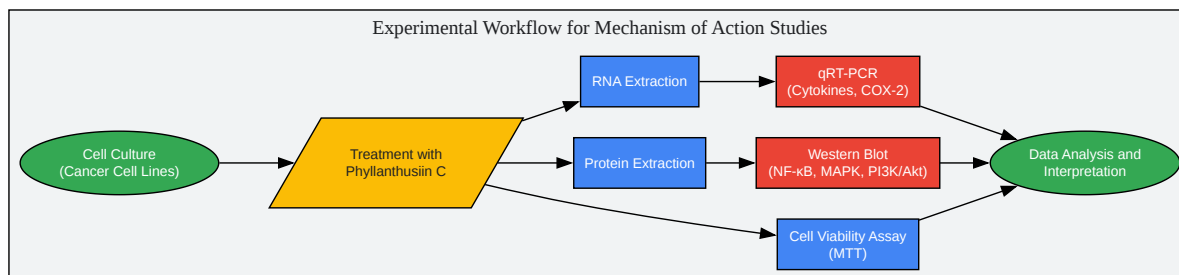 Experimental Workflow for Mechanism of Action Studies
Cell Culture
(Cancer Cell Lines)
Treatment with
Phyllanthusiin C
RNA Extraction
qRT-PCR
(Cytokines, COX-2)
Protein Extraction
Western Blot
(NF-κB, MAPK, PI3K/Akt)
Cell Viability Assay
(MTT)
Data Analysis and
Interpretation